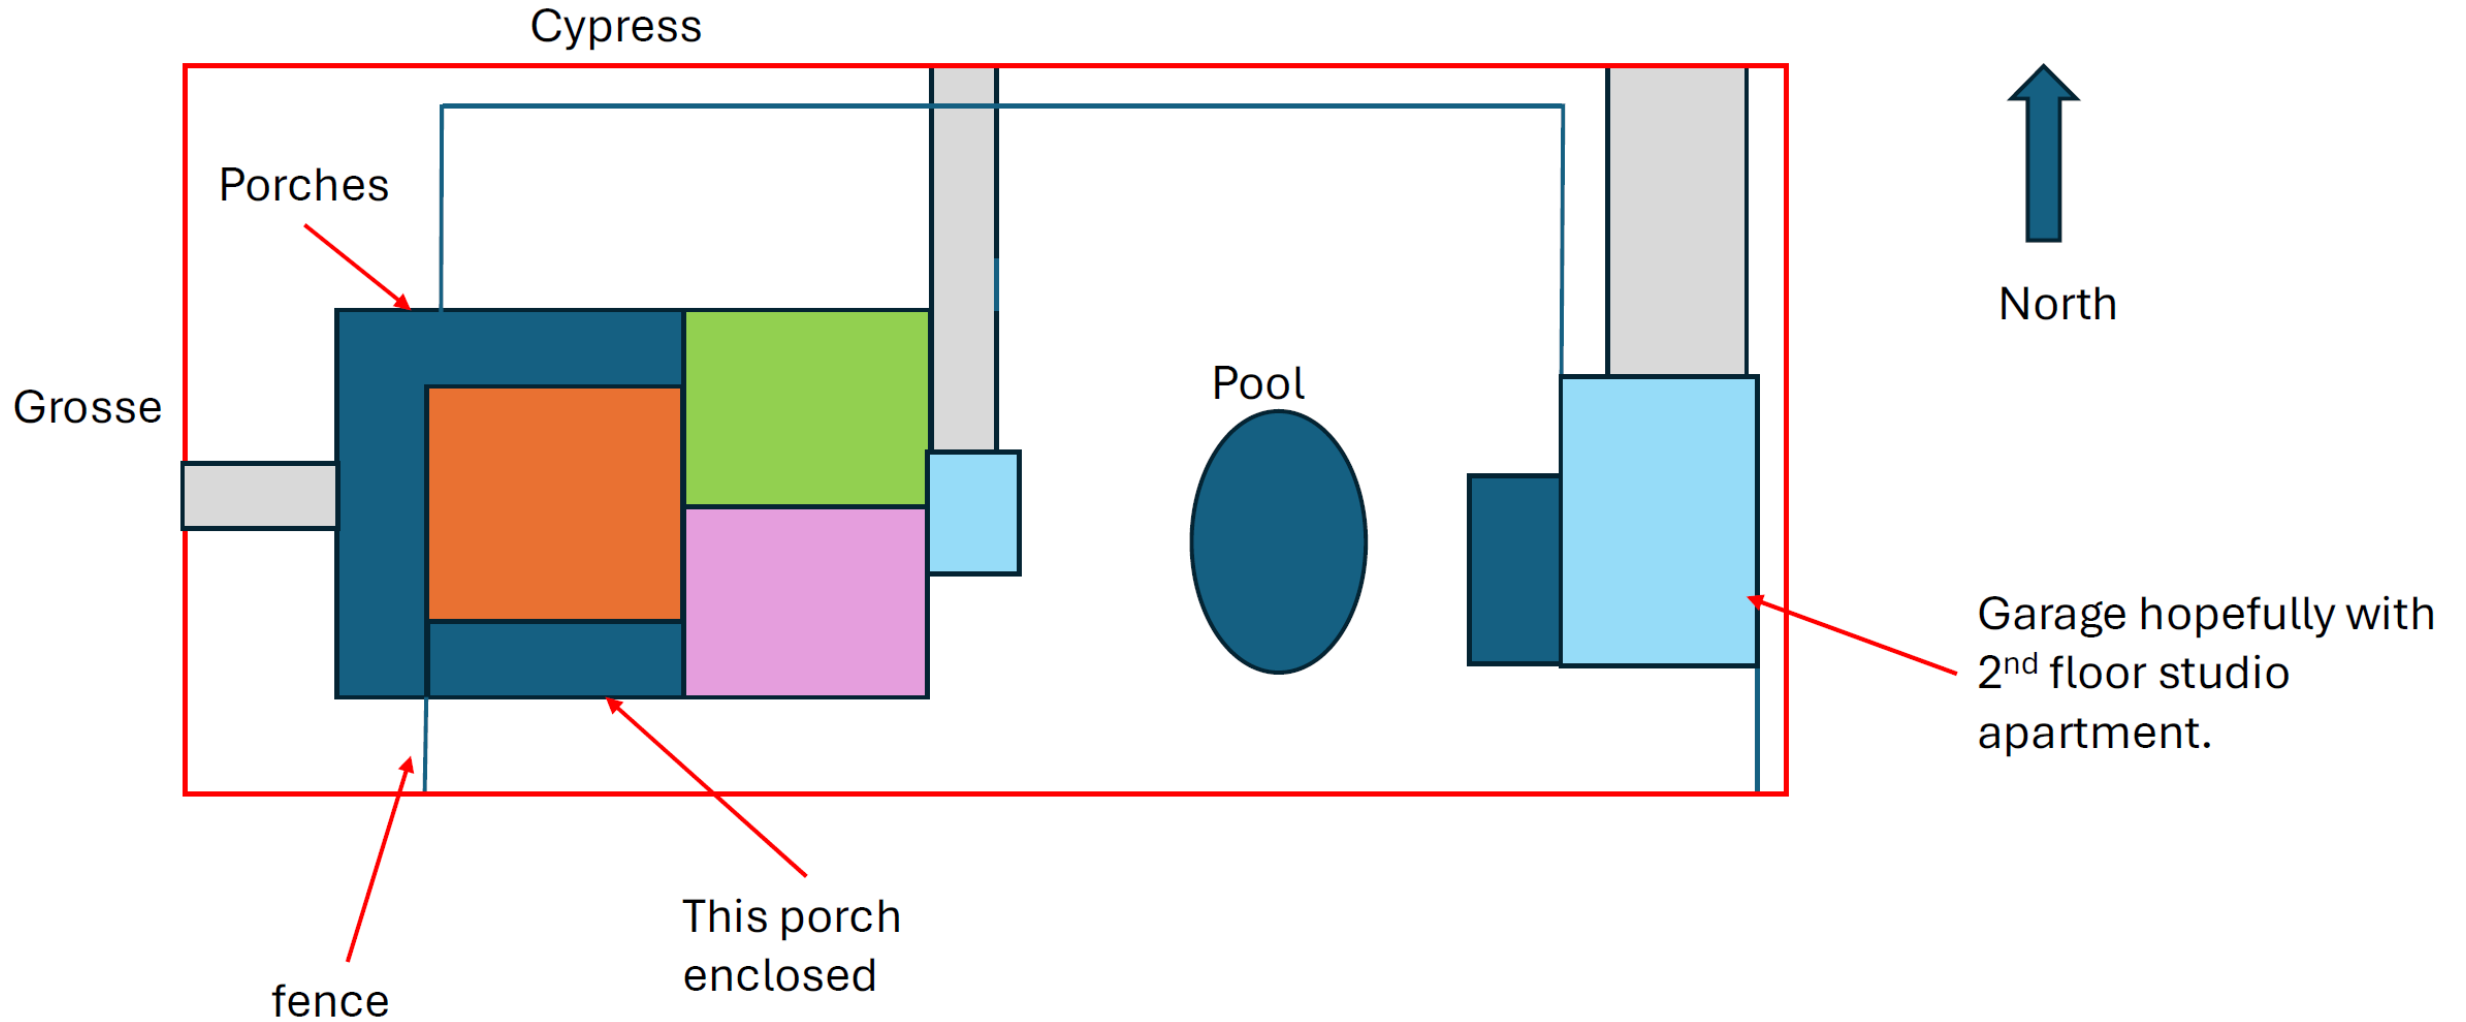 Cypress
Porches
North
Pool
Grosse
Garage hopefully with
2nd floor studio
apartment.
This porch
enclosed
fence